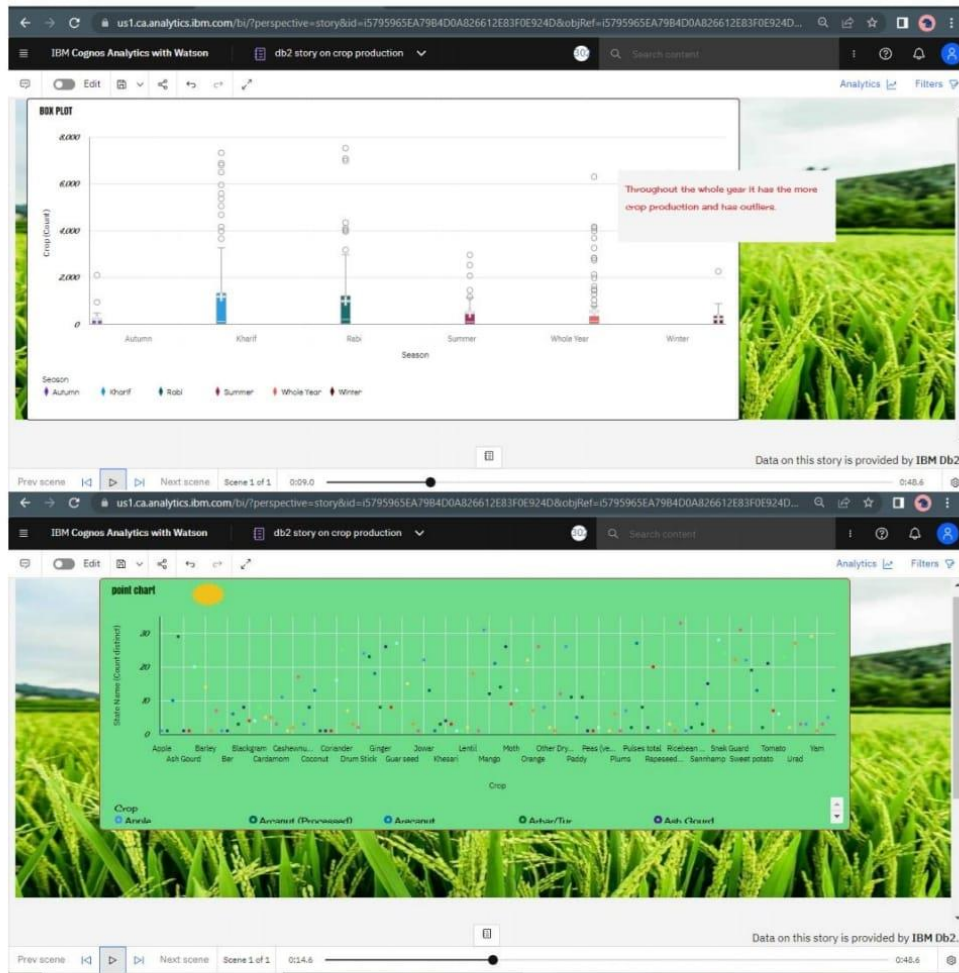 us1.ca.analytics.ibm.com/bi/?perspective=story&id=i5795965EA79B4D0A826612E83F0E924D&objRef=i5795965EA79B4D0A826612E83F0E924D...
IBM Cognos Analytics with Watson db2 story on crop production 302 Search content
Edit Analytics Filters
BOX PLOT
8,000
6,000
4,000
2,000
0
Crop (Count)
Throughout the whole year it has the more
crop production and has outliers.
Autumn Kharif Rabi Summer Whole Year Winter
Season
Season
Autumn Kharif Rabi Summer Whole Year Winter
Data on this story is provided by IBM Db2
Prev scene Next scene Scene 1 of 1 0:09.0 0:48.6
us1.ca.analytics.ibm.com/bi/?perspective=story&id=i5795965EA79B4D0A826612E83F0E924D&objRef=i5795965EA79B4D0A826612E83F0E924D...
IBM Cognos Analytics with Watson db2 story on crop production 302 Search content
Edit Analytics Filters
point chart
30
20
10
0
State Name (Count distinct)
Apple Barley Blackgram Cashewnu... Coriander Ginger Jowar Lentil Moth Other Dry... Peas (ve... Pulses total Ricebean ... Snak Guard Tomato Yam
Ash Gourd Ber Cardamom Coconut Drum Stick Guar seed Khesari Mango Orange Paddy Plums Rapeseed... Sannhamp Sweet potato Urad
Crop
Crop
Apple Arcanut (Processed) Arecanut Arhar/Tur Ash Gourd
Data on this story is provided by IBM Db2.
Prev scene Next scene Scene 1 of 1 0:14.6 0:48.6